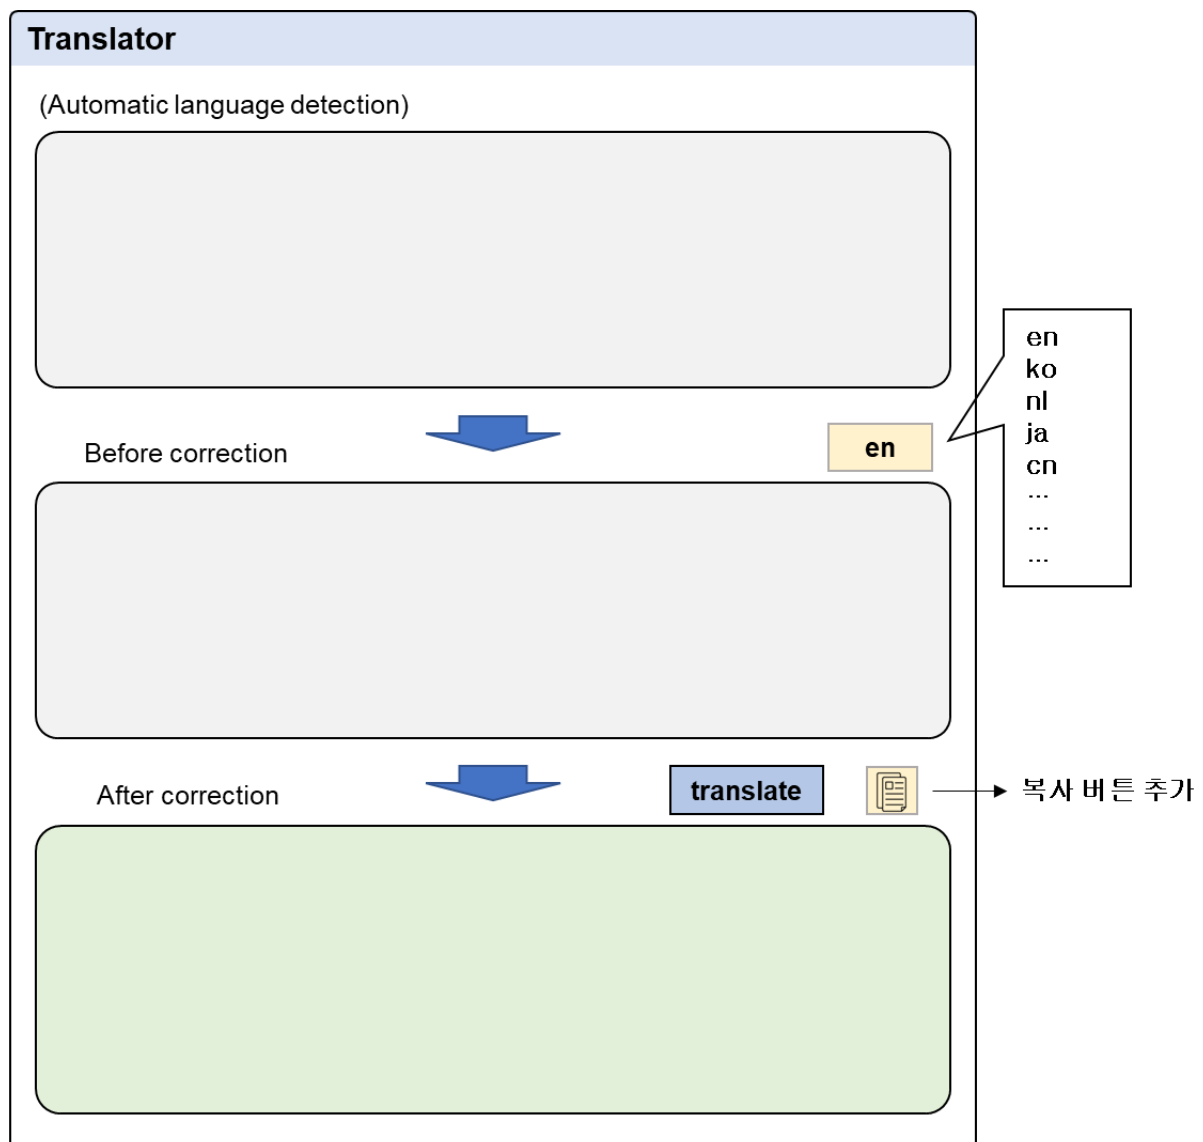 Translator
(Automatic language detection)
Before correction
en
en
ko
nl
ja
cn
...
...
...
After correction
translate
복사 버튼 추가